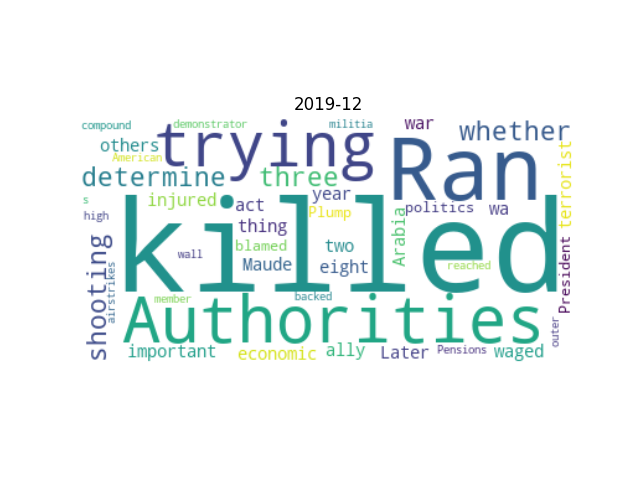 2019-12
compound demonstrator militia war
others trying Ran whether
American
determine three terrorist
s injured act year Plump politics wa
high thing Arabia
killed
shooting wall blamed two
Maude eight reached President
airstrikes member backed
Authorities outer
important economic ally Later Pensions waged